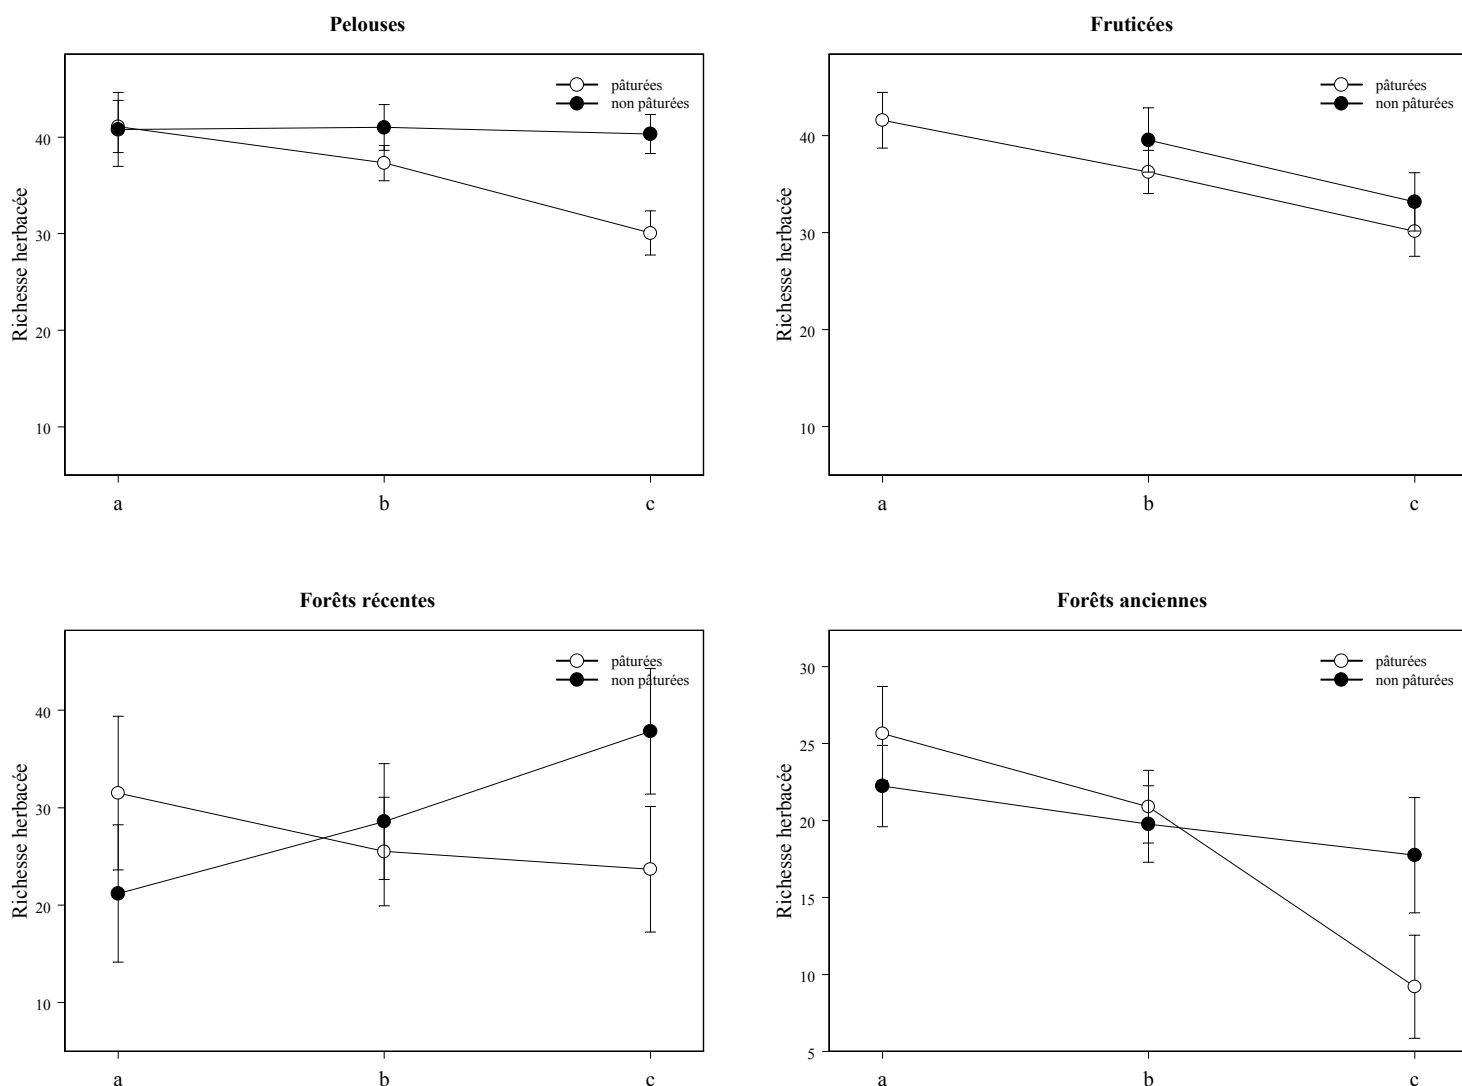 Pelouses
Richesse herbacée
40
30
20
10
a b c
pâturées
non pâturées
Fruticées
Richesse herbacée
40
30
20
10
a b c
pâturées
non pâturées
Forêts récentes
Richesse herbacée
40
30
20
10
a b c
pâturées
non pâturées
Forêts anciennes
Richesse herbacée
30
25
20
15
10
5
a b c
pâturées
non pâturées